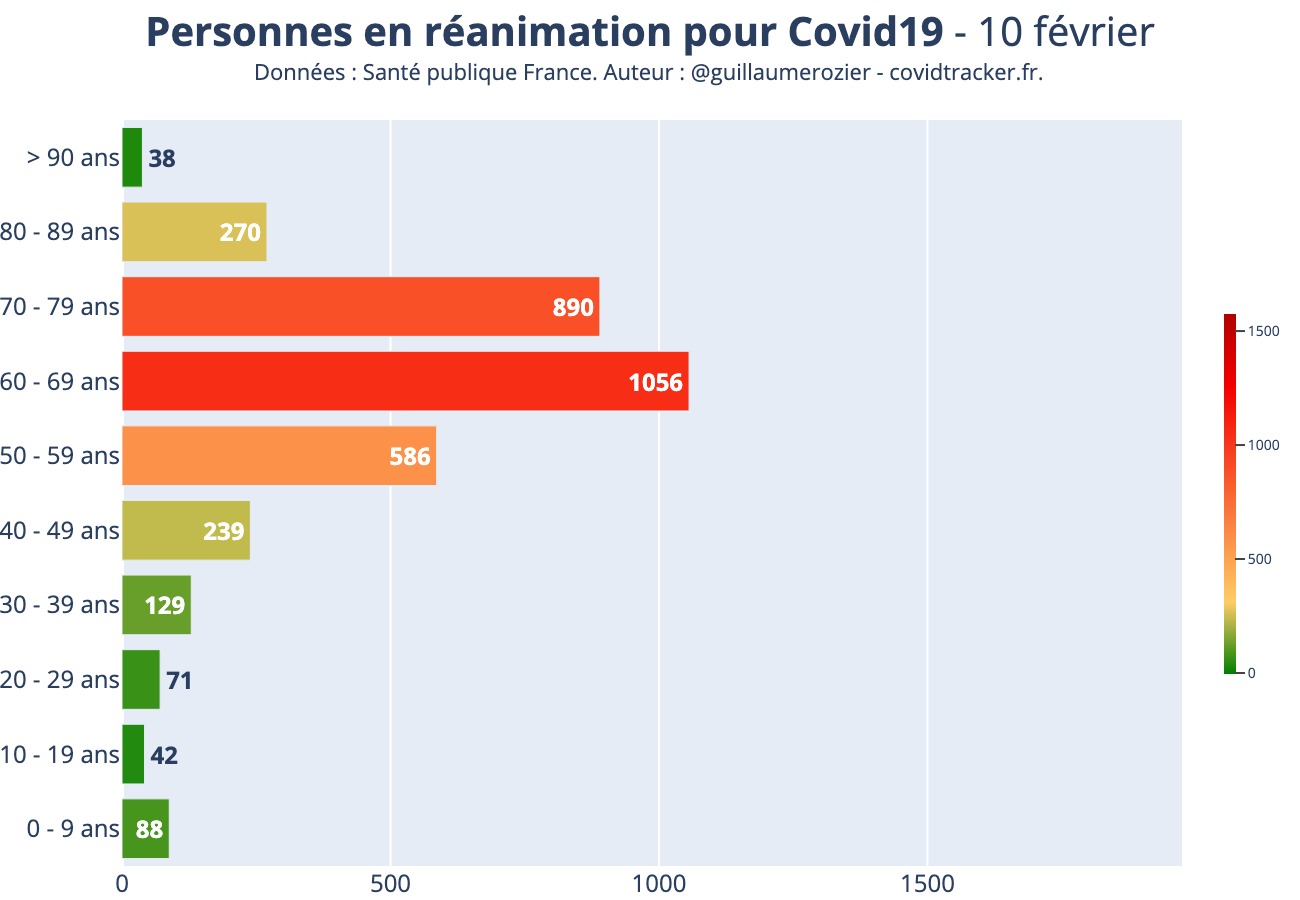 Personnes en réanimation pour Covid19 - 10 février
Données : Santé publique France. Auteur : @guillaumerozier - covidtracker.fr.
> 90 ans 38
80 - 89 ans 270
70 - 79 ans 890
60 - 69 ans 1056
50 - 59 ans 586
40 - 49 ans 239
30 - 39 ans 129
20 - 29 ans 71
10 - 19 ans 42
0 - 9 ans 88
0 500 1000 1500
1500
1000
500
0